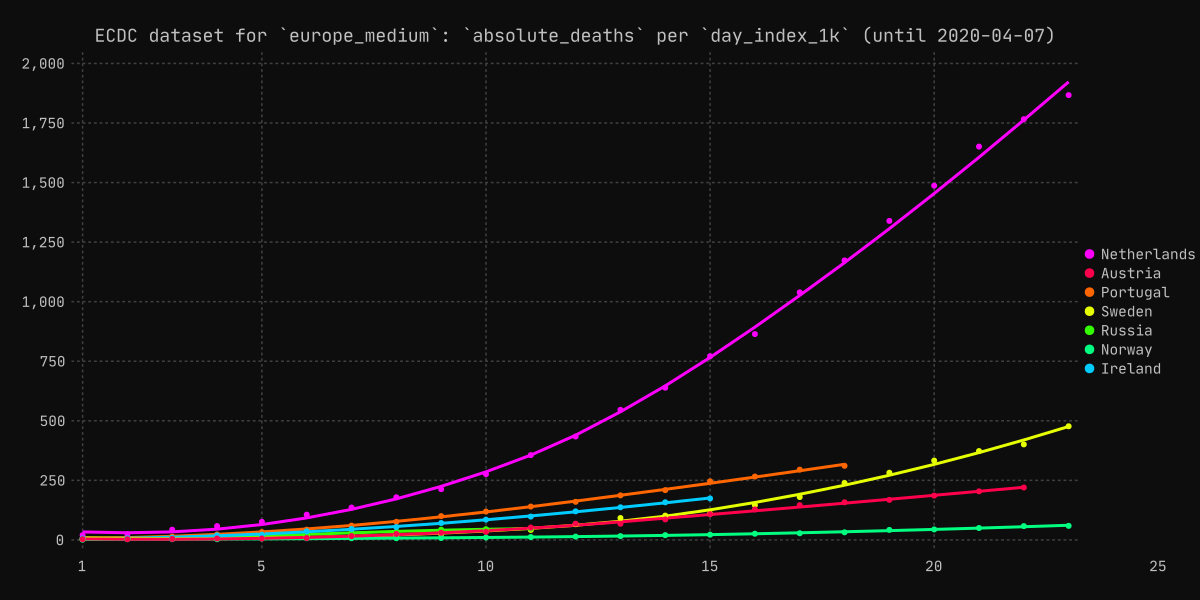 ECDC dataset for `europe_medium`: `absolute_deaths` per `day_index_1k` (until 2020-04-07)
2,000
1,750
1,500
1,250
1,000
750
500
250
0
1 5 10 15 20 25
Netherlands
Austria
Portugal
Sweden
Russia
Norway
Ireland